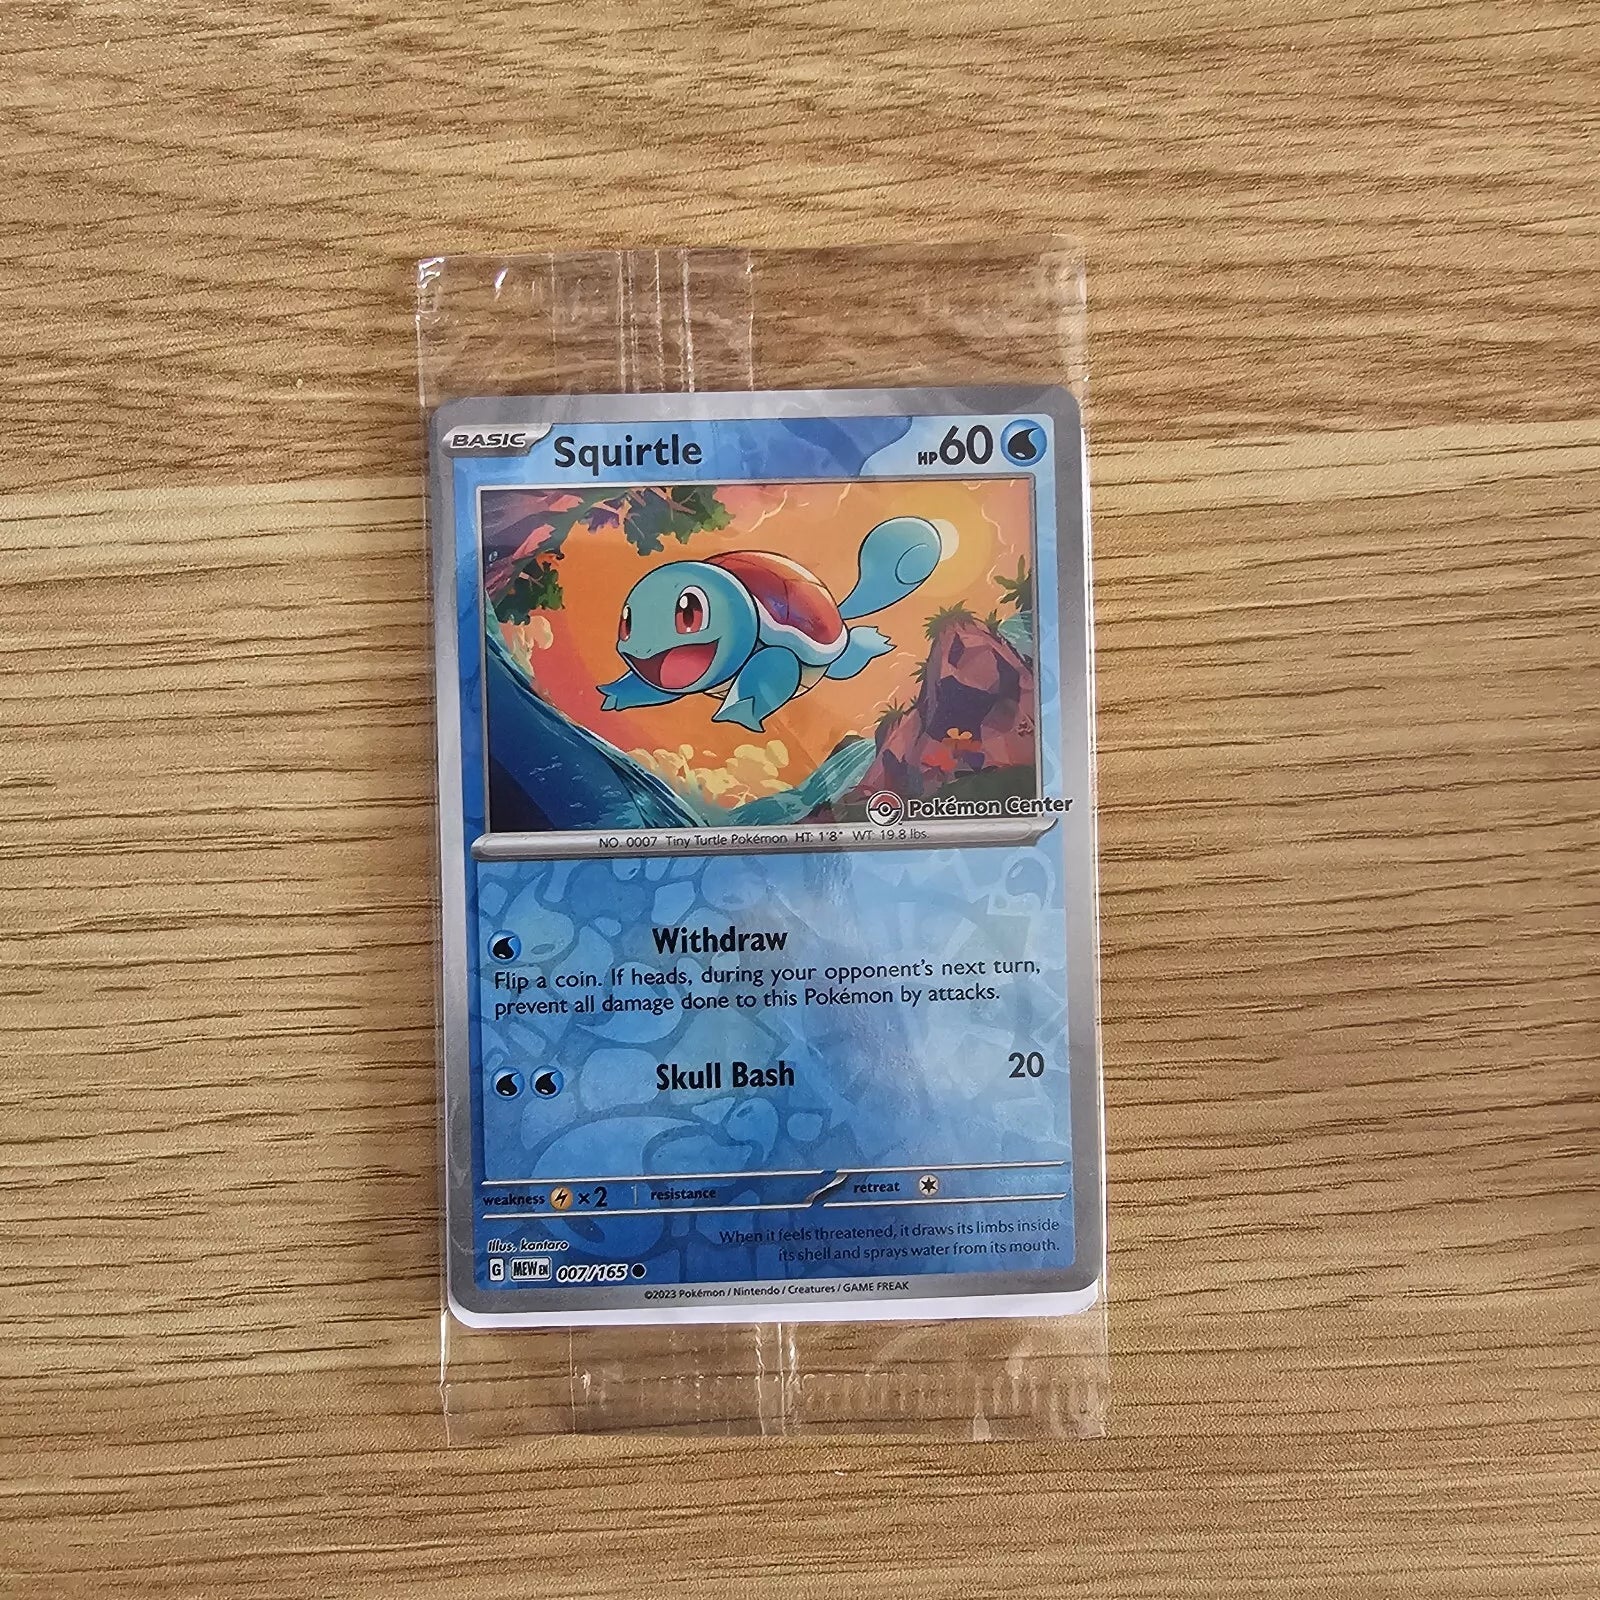 BASIC Squirtle HP 60
Pokémon Center
NO. 0007 Tiny Turtle Pokémon HT: 1'8" WT: 19.8 lbs.
Withdraw
Flip a coin. If heads, during your opponent's next turn,
prevent all damage done to this Pokémon by attacks.
Skull Bash 20
weakness ×2 resistance retreat
When it feels threatened, it draws its limbs inside
its shell and sprays water from its mouth.
Illus. kantaro
G MEW EN 007/165
©2023 Pokémon / Nintendo / Creatures / GAME FREAK